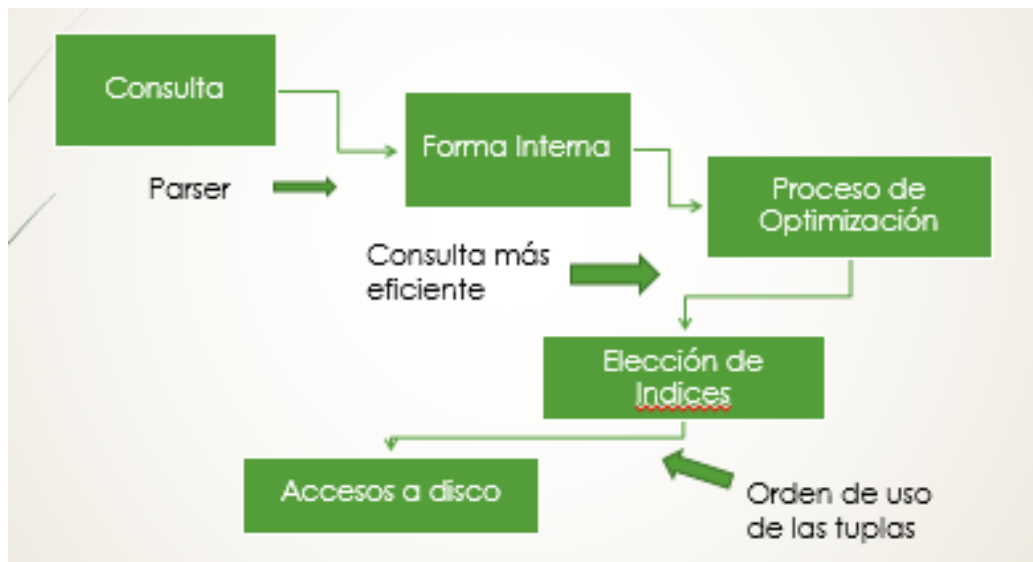 Consulta
Parser
Forma Interna
Consulta más
eficiente
Proceso de
Optimización
Elección de
Indices
Accesos a disco
Orden de uso
de las tuplas